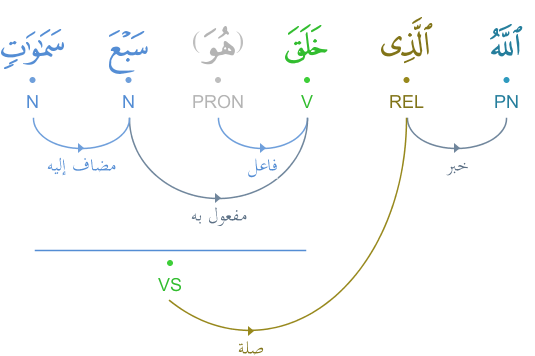 ٱللَّهُ ٱلَّذِى خَلَقَ (هُوَ) سَبْعَ سَمَٰوَٰتٍ
PN REL V PRON N N
خبر فاعل مضاف إليه
مفعول به
VS
صلة